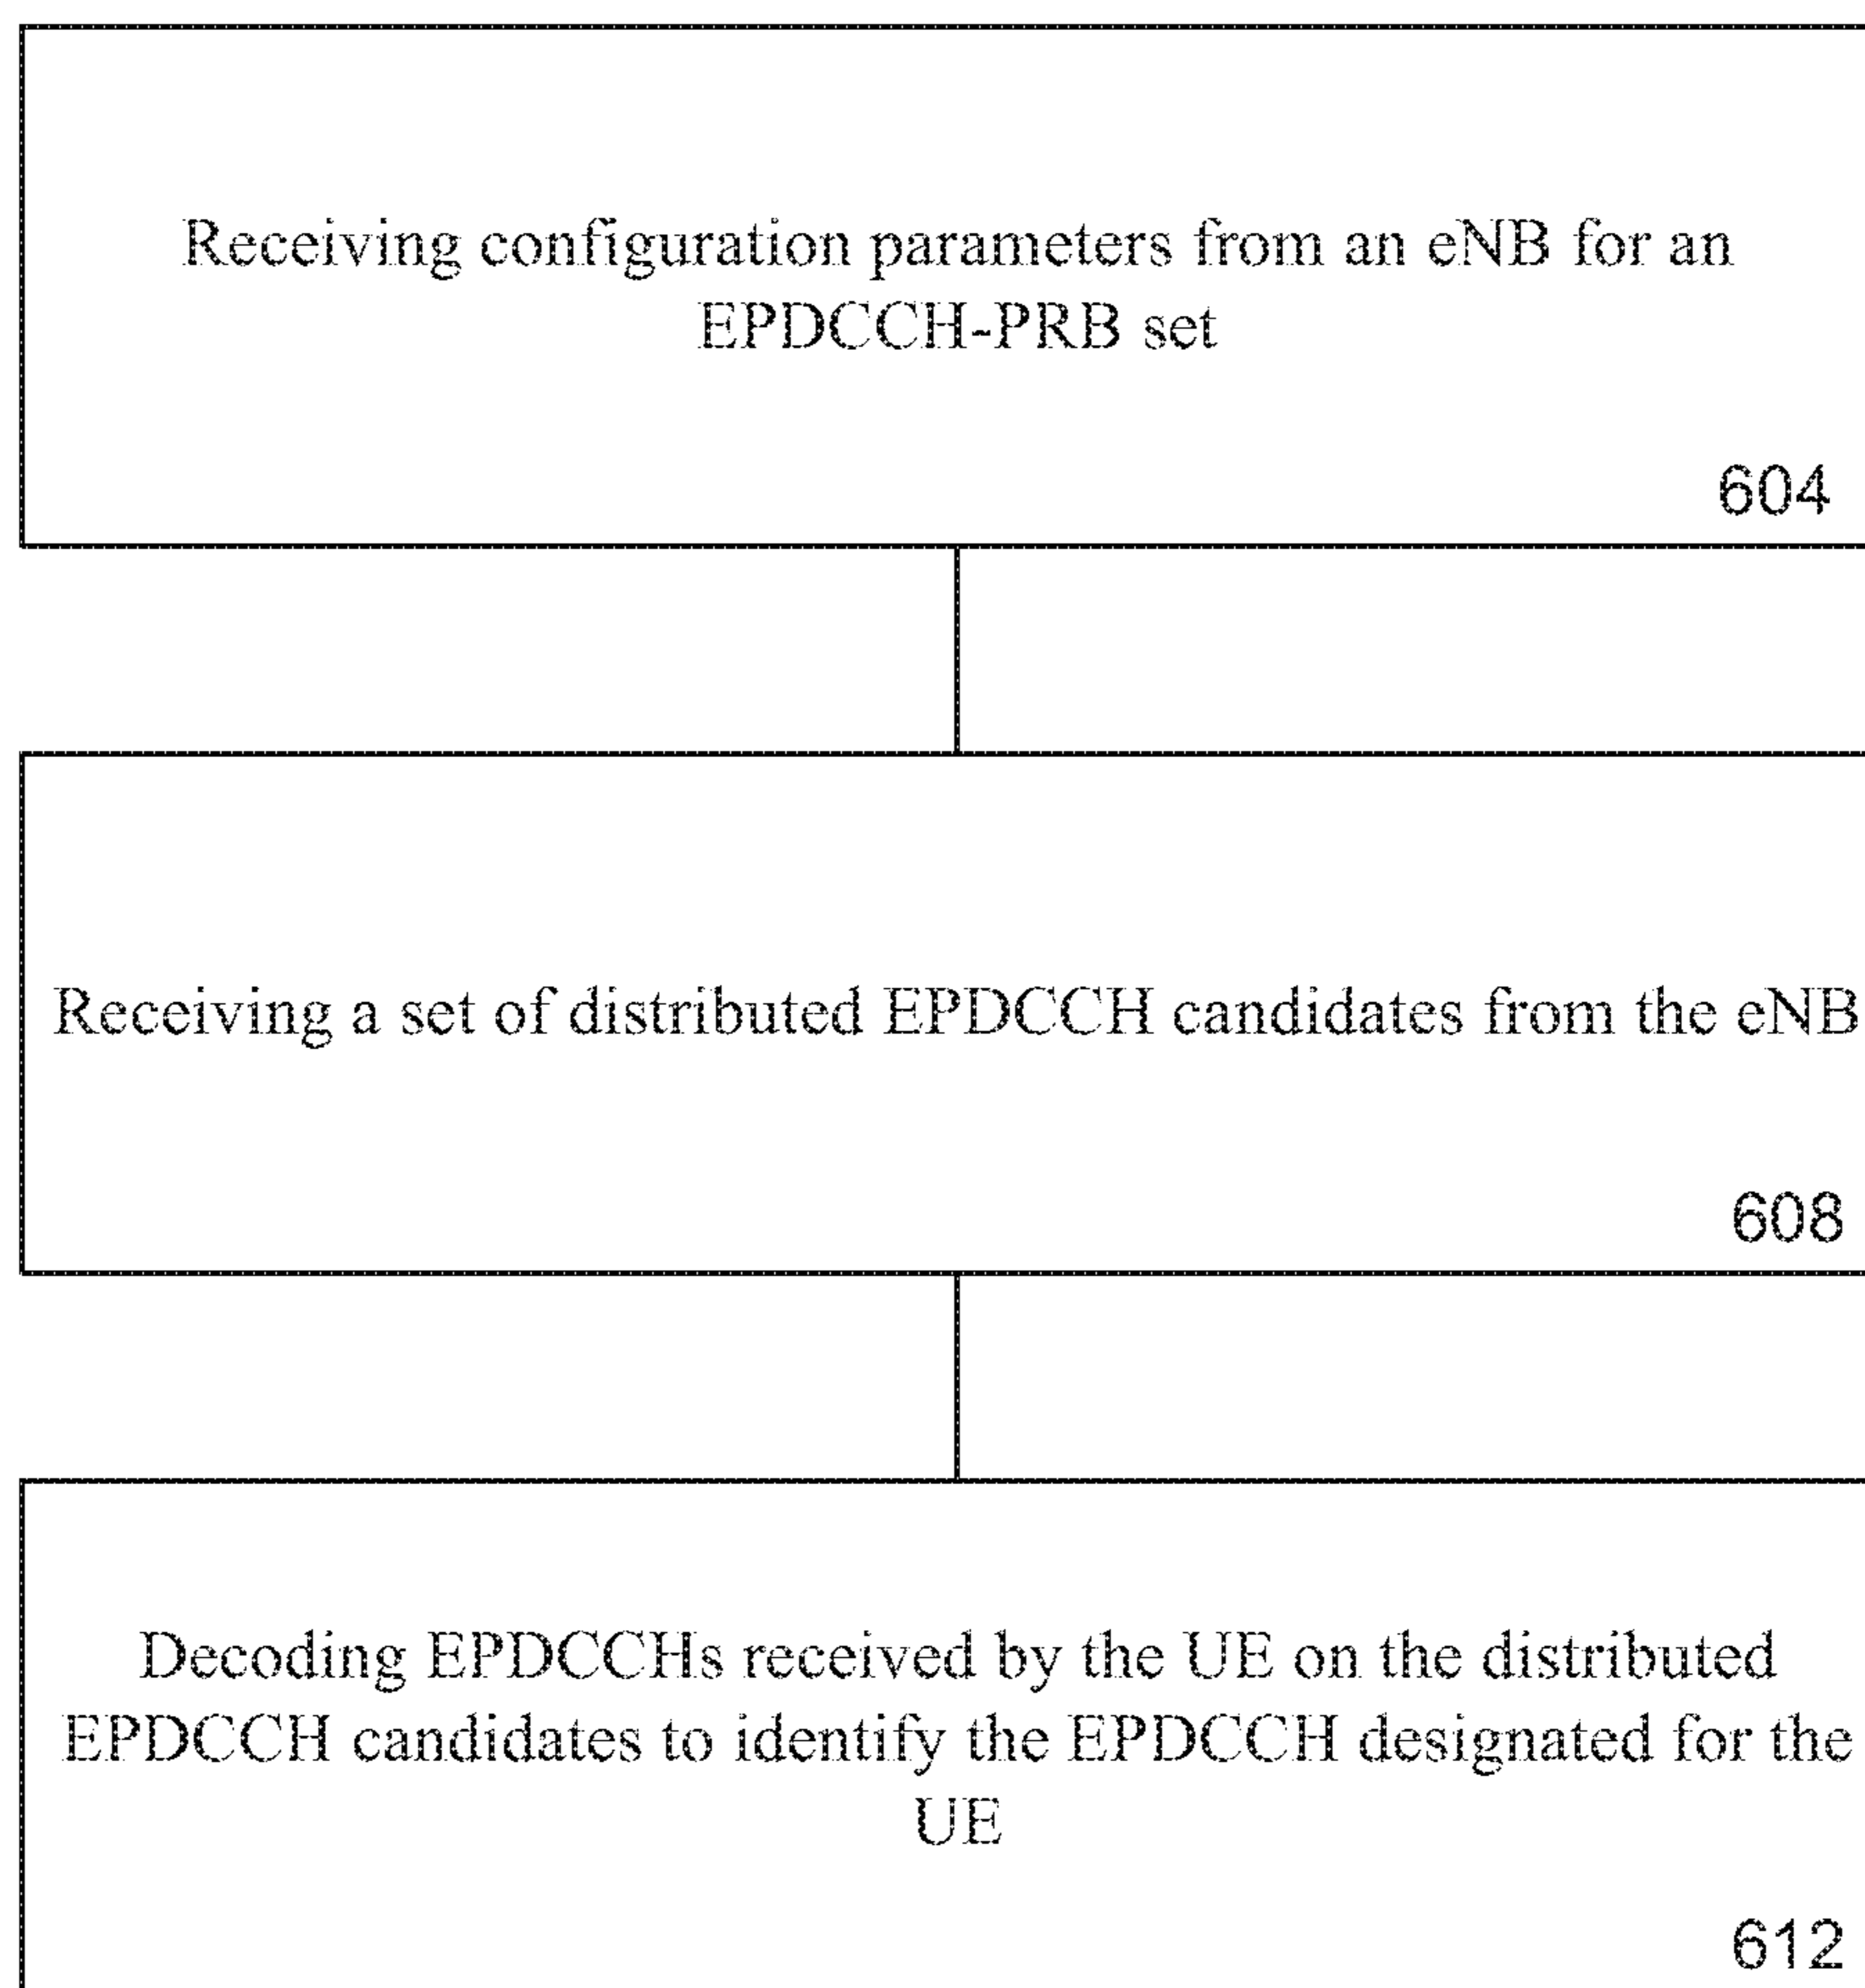 Receiving configuration parameters from an eNB for an
EPDCCH-PRB set
604
Receiving a set of distributed EPDCCH candidates from the eNB
608
Decoding EPDCCHs received by the UE on the distributed
EPDCCH candidates to identify the EPDCCH designated for the
UE
612